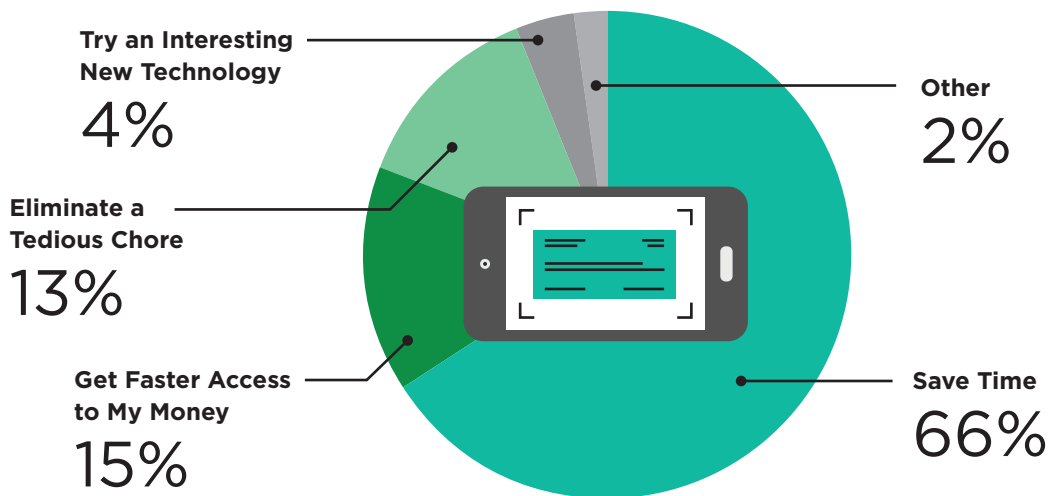 Try an Interesting
New Technology
4%
Other
2%
Eliminate a
Tedious Chore
13%
Get Faster Access
to My Money
15%
Save Time
66%